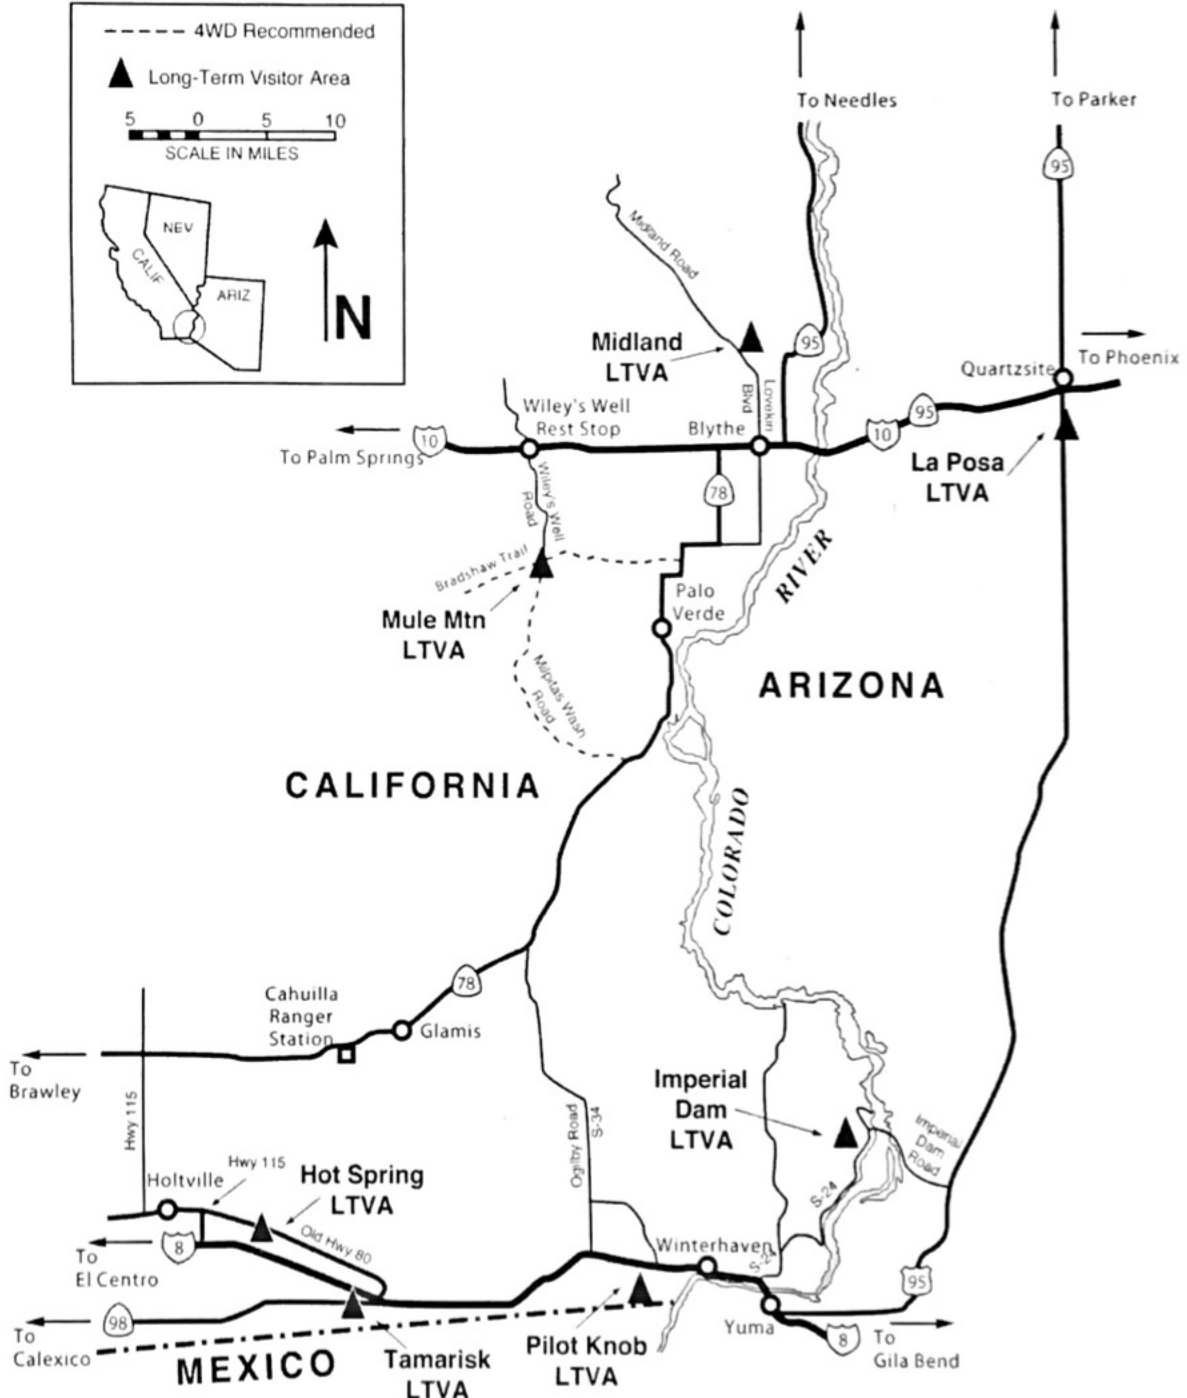 4WD Recommended
Long-Term Visitor Area
5 0 5 10
SCALE IN MILES
NEV
CALIF
ARIZ
N
To Needles
To Parker
95
Midland Road
Midland
LTVA
95
To Phoenix
Quartzsite
Lovekin
Blvd
Wiley's Well
Rest Stop
Blythe
95
10
10
To Palm Springs
La Posa
LTVA
Wiley's Well
Road
78
Bradshaw Trail
RIVER
Mule Mtn
LTVA
Palo
Verde
Milpitas Wash
Road
ARIZONA
CALIFORNIA
COLORADO
78
Cahuilla
Ranger
Station
Glamis
To
Brawley
Hwy 115
Imperial
Dam
LTVA
Ogilby Road
S-34
Imperial
Dam
Road
Holtville
Hwy 115
Hot Spring
LTVA
Old Hwy 80
S-24
Winterhaven
S-24
8
To
El Centro
95
98
To
Calexico
MEXICO
Tamarisk
LTVA
Pilot Knob
LTVA
Yuma
8
To
Gila Bend